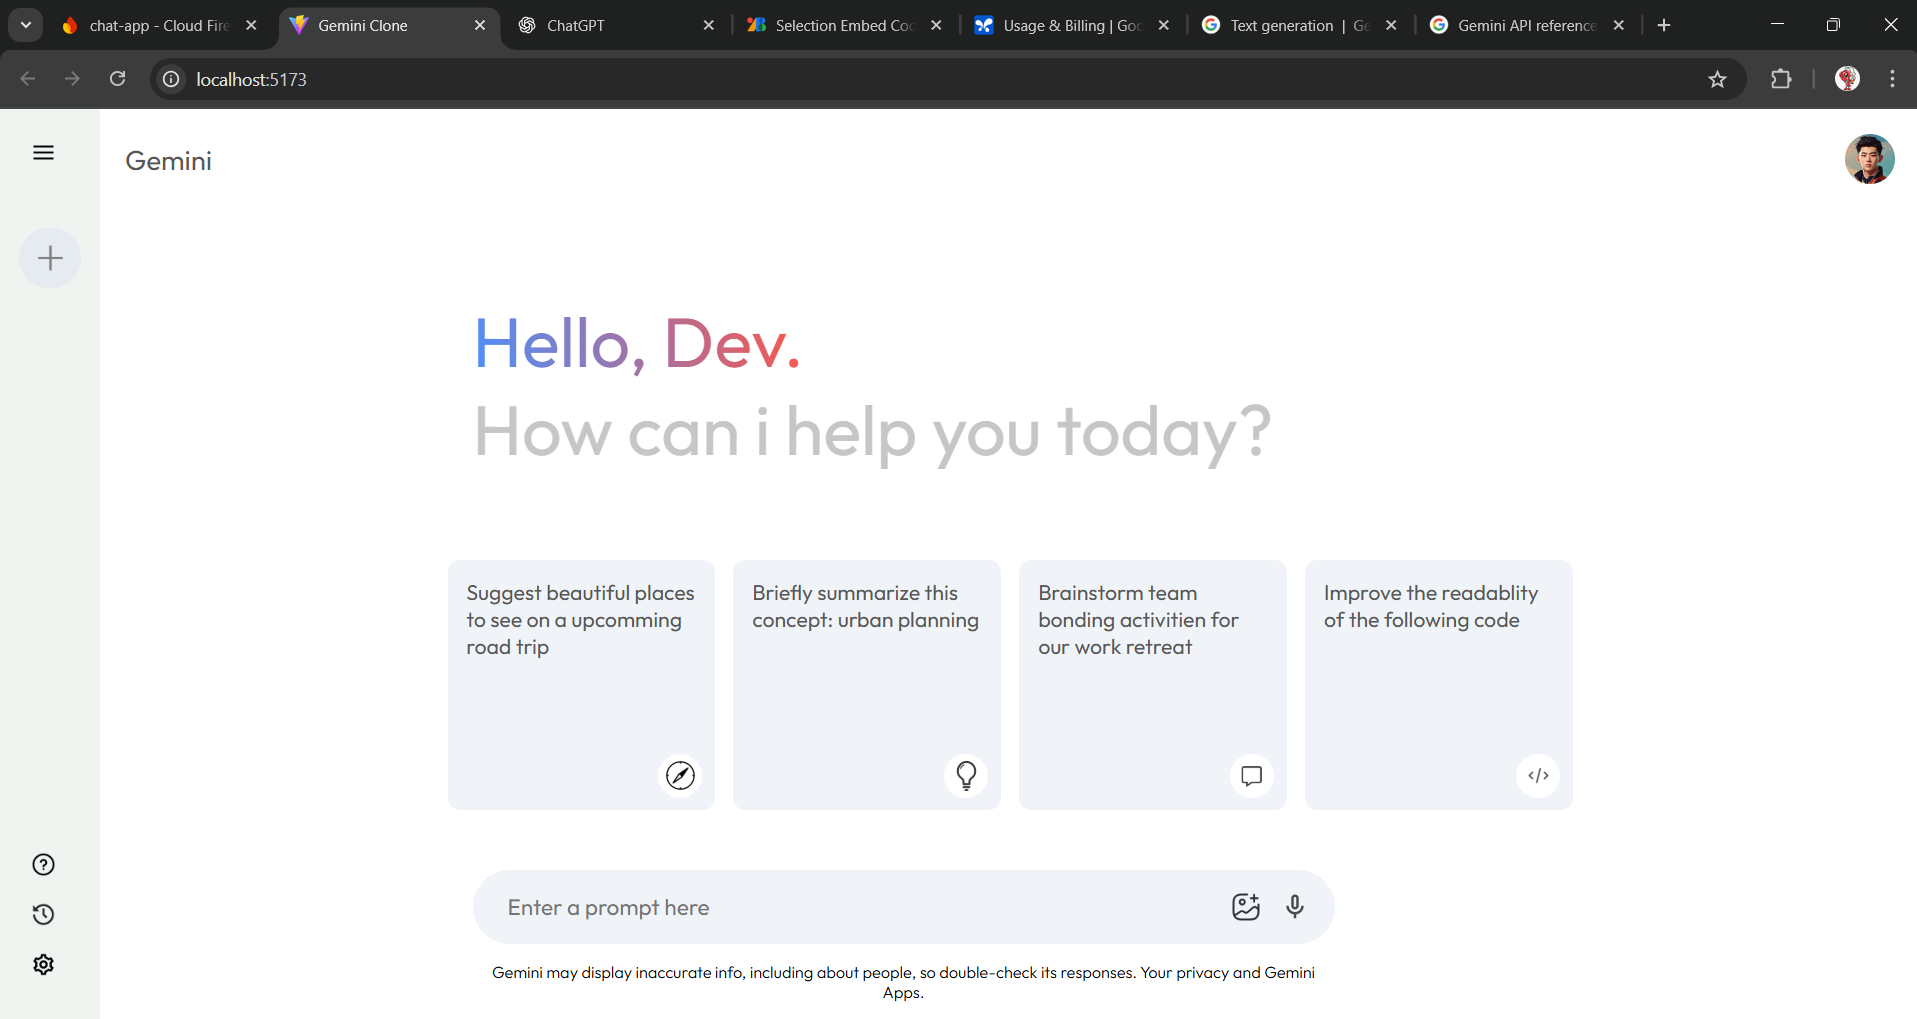 chat-app - Cloud Fire
Gemini Clone
ChatGPT
Selection Embed Coc
Usage & Billing | Goo
Text generation | Ge
Gemini API reference
localhost:5173
Gemini
Hello, Dev.
How can i help you today?
Suggest beautiful places
to see on a upcomming
road trip
Briefly summarize this
concept: urban planning
Brainstorm team
bonding activitien for
our work retreat
Improve the readablity
of the following code
</>
Enter a prompt here
Gemini may display inaccurate info, including about people, so double-check its responses. Your privacy and Gemini
Apps.